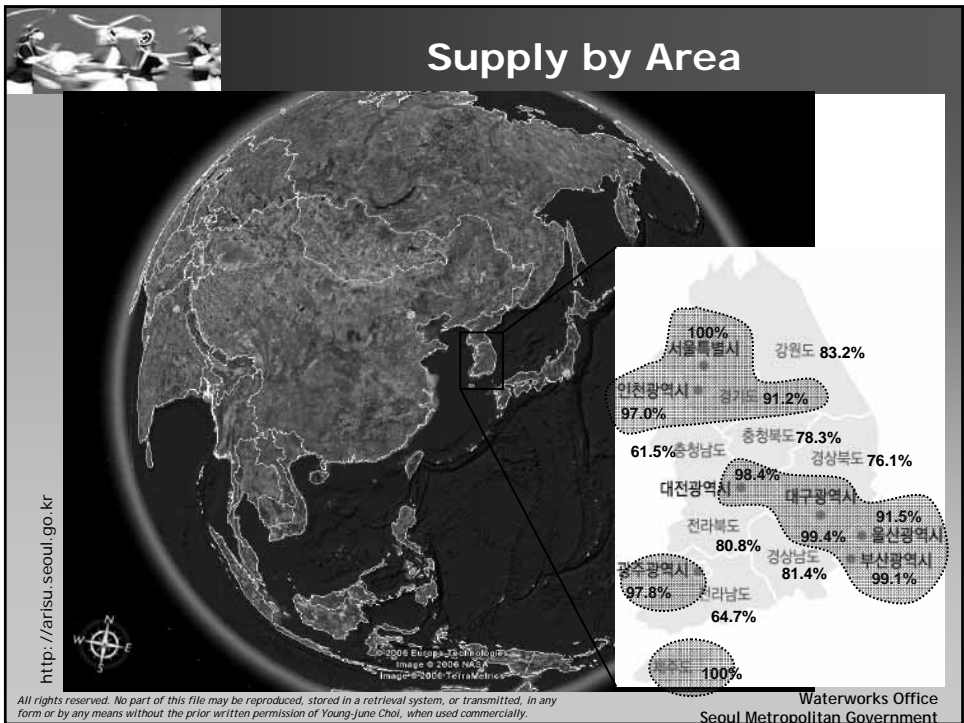 Supply by Area
http://arisu.seoul.go.kr
100%
서울특별시
강원도 83.2%
인천광역시
경기도 91.2%
97.0%
충청북도 78.3%
61.5% 충청남도
경상북도 76.1%
98.4%
대전광역시
대구광역시
91.5%
전라북도
99.4% 울산광역시
80.8%
경상남도
부산광역시
81.4%
99.1%
광주광역시
97.8%
전라남도
64.7%
100%
N
W E
S
© 2006 Europa Technologies
Image © 2006 NASA
Image © 2006 TerraMetrics
All rights reserved. No part of this file may be reproduced, stored in a retrieval system, or transmitted, in any
form or by any means without the prior written permission of Young-june Choi, when used commercially.
Waterworks Office
Seoul Metropolitan Government